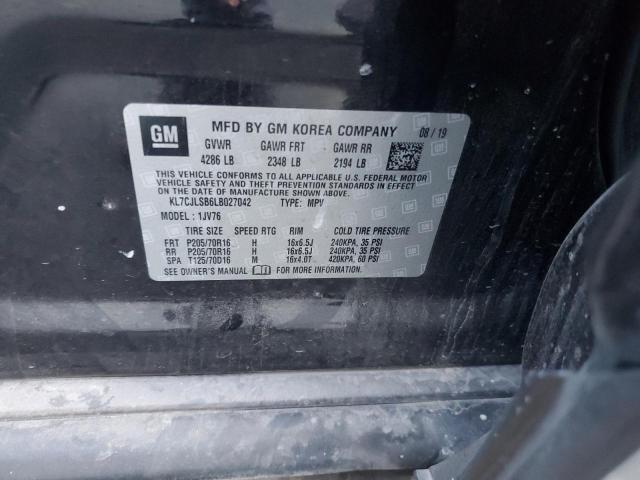 GM MFD BY GM KOREA COMPANY 08/19
GVWR GAWR FRT GAWR RR
4286 LB 2348 LB 2194 LB
THIS VEHICLE CONFORMS TO ALL APPLICABLE U.S. FEDERAL MOTOR
VEHICLE SAFETY, BUMPER, AND THEFT PREVENTION STANDARDS IN EFFECT
ON THE DATE OF MANUFACTURE SHOWN ABOVE.
KL7CJLSB6LB027042 TYPE: MPV
MODEL: 1JV76
TIRE SIZE SPEED RTG RIM COLD TIRE PRESSURE
FRT P205/70R16 H 16x6.5J 240KPA, 35 PSI
RR P205/70R16 H 16x6.5J 240KPA, 35 PSI
SPA T125/70D16 M 16x4.0T 420KPA, 60 PSI
SEE OWNER'S MANUAL FOR MORE INFORMATION.